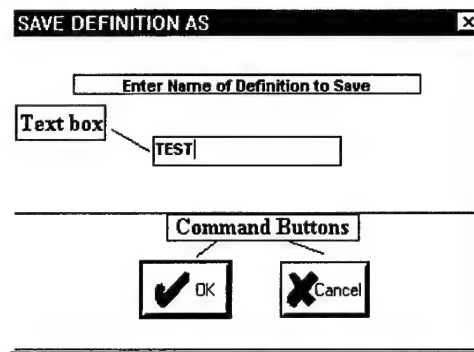 SAVE DEFINITION AS
Enter Name of Definition to Save
Text box
TEST
Command Buttons
OK
Cancel